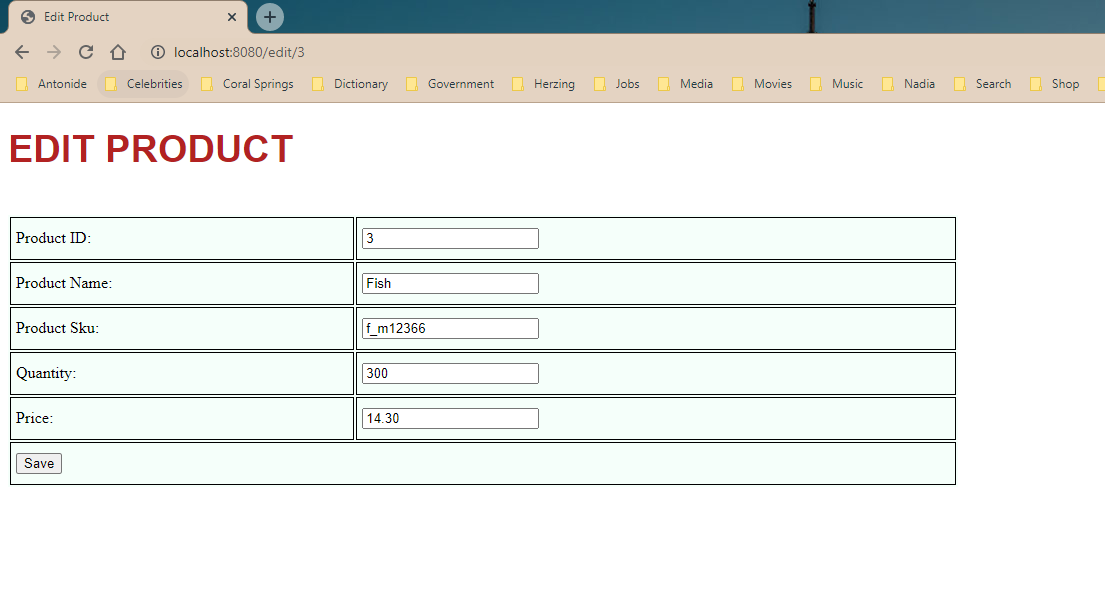 Edit Product
localhost:8080/edit/3
Antonide Celebrities Coral Springs Dictionary Government Herzing Jobs Media Movies Music Nadia Search Shop
EDIT PRODUCT
Product ID: 3
Product Name: Fish
Product Sku: f_m12366
Quantity: 300
Price: 14.30
Save